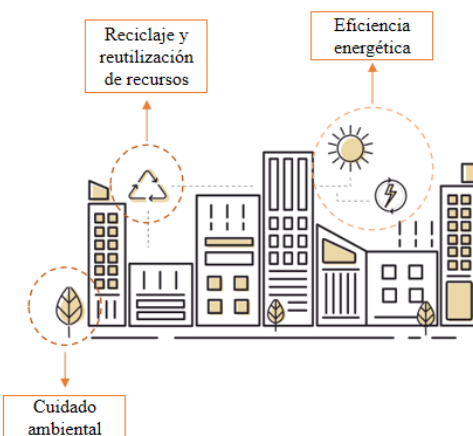 Reciclaje y
reutilización
de recursos
Eficiencia
energética
Cuidado
ambiental